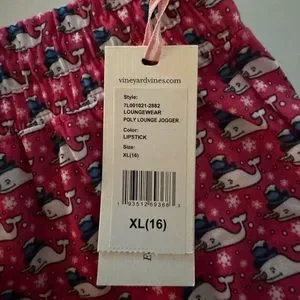 vineyardvines.com
Style:
7L001021-2882
LOUNGEWEAR
POLY LOUNGE JOGGER
Color:
LIPSTICK
Size:
XL(16)
XL(16)